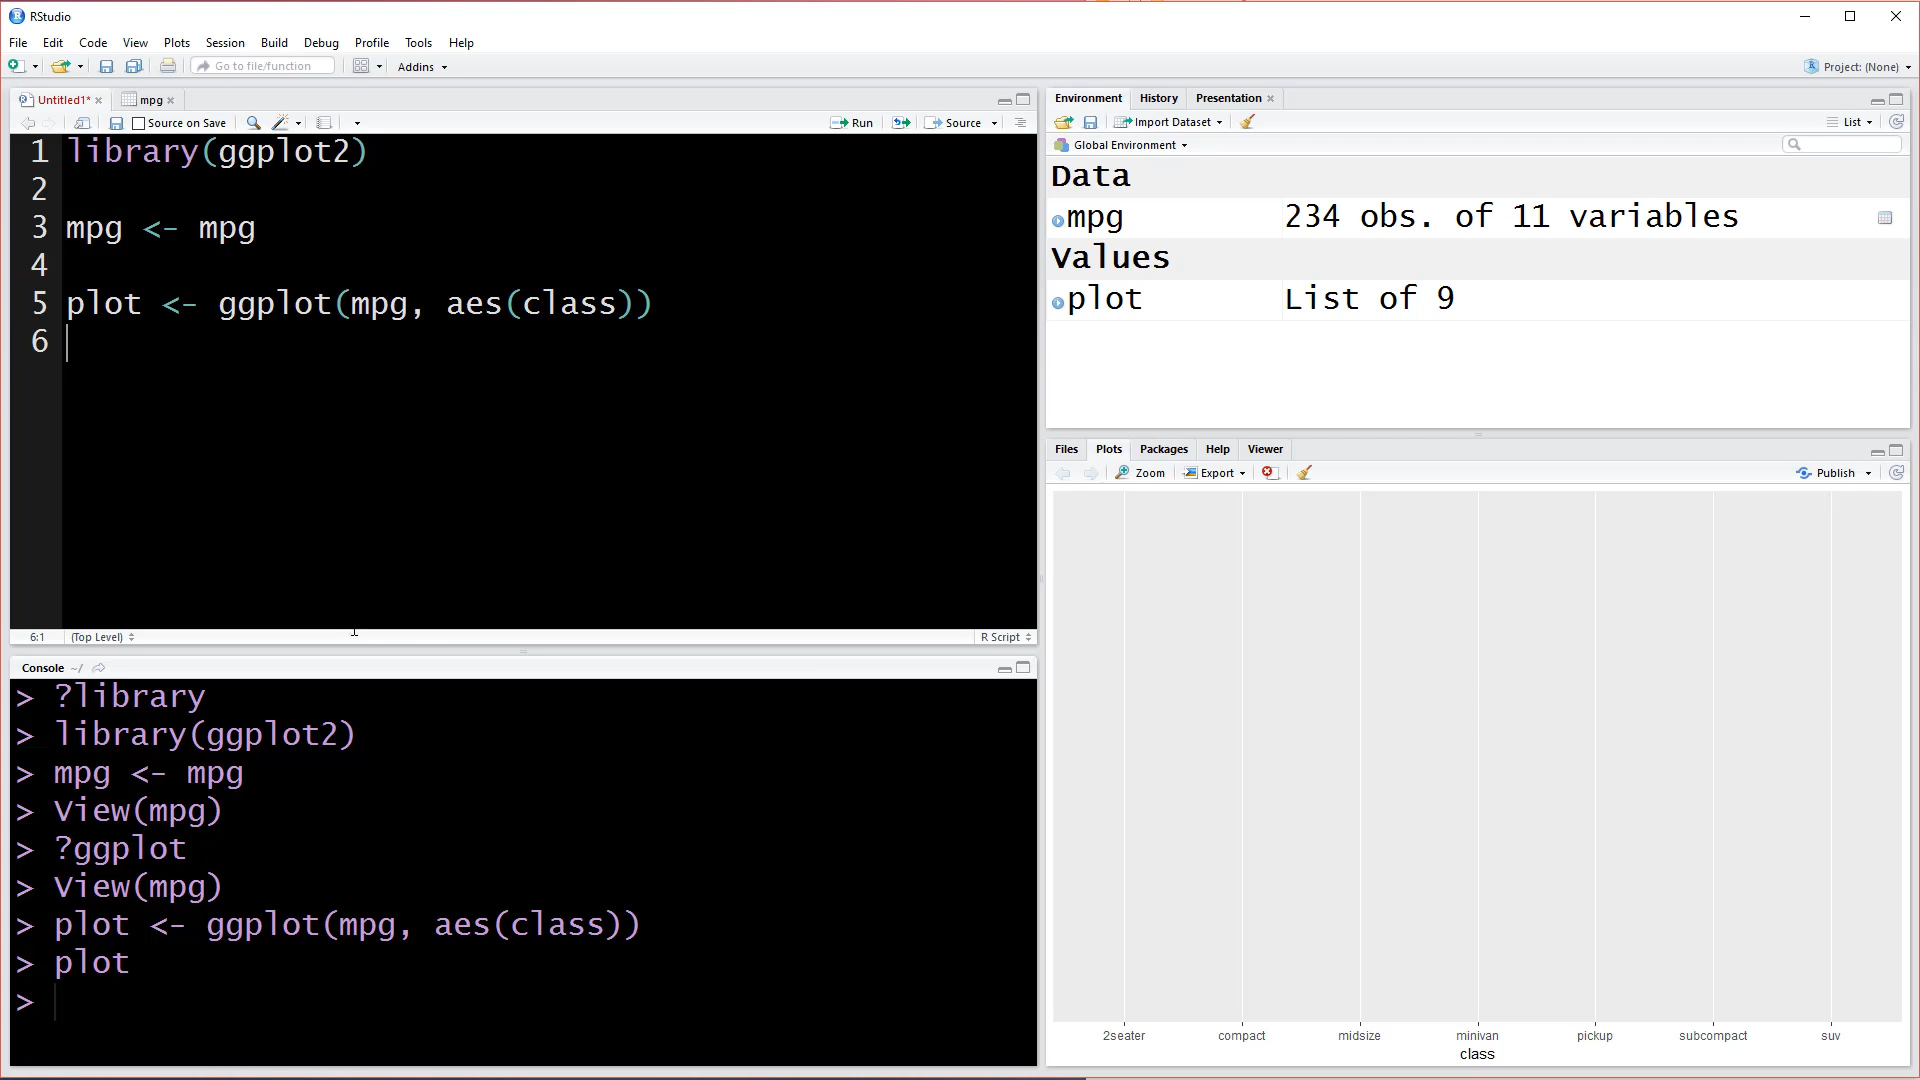 RStudio
File Edit Code View Plots Session Build Debug Profile Tools Help
Go to file/function Addins Project: (None)
Untitled1* mpg
Source on Save Run Source
1 library(ggplot2)
2
3 mpg <- mpg
4
5 plot <- ggplot(mpg, aes(class))
6
6:1 (Top Level) R Script
Console ~/
> ?library
> library(ggplot2)
> mpg <- mpg
> View(mpg)
> ?ggplot
> View(mpg)
> plot <- ggplot(mpg, aes(class))
> plot
>
Environment History Presentation
Import Dataset List
Global Environment
Data
mpg 234 obs. of 11 variables
Values
plot List of 9
Files Plots Packages Help Viewer
Zoom Export Publish
2seater compact midsize minivan pickup subcompact suv
class